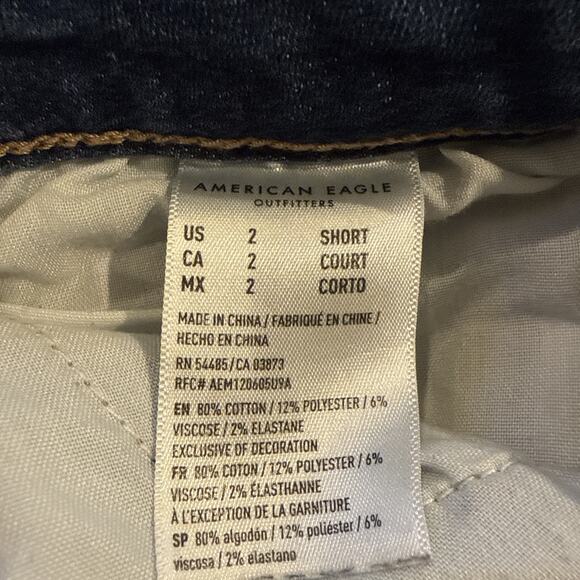 AMERICAN EAGLE
OUTFITTERS
US 2 SHORT
CA 2 COURT
MX 2 CORTO
MADE IN CHINA / FABRIQUÉ EN CHINE /
HECHO EN CHINA
RN 54485 / CA 03873
RFC# AEM120605U9A
EN 80% COTTON / 12% POLYESTER / 6%
VISCOSE / 2% ELASTANE
EXCLUSIVE OF DECORATION
FR 80% COTON / 12% POLYESTER / 6%
VISCOSE / 2% ÉLASTHANNE
À L'EXCEPTION DE LA GARNITURE
SP 80% algodón / 12% poliéster / 6%
viscosa / 2% elastano